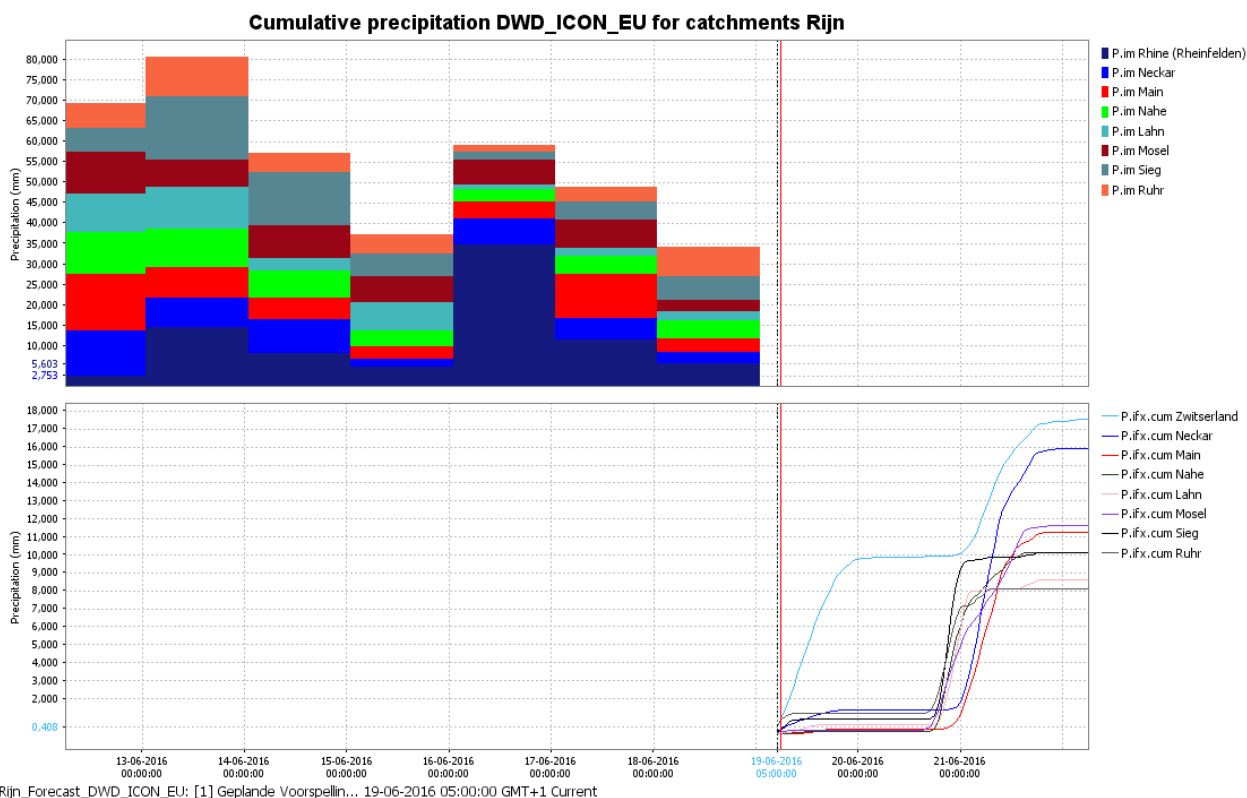 Cumulative precipitation DWD_ICON_EU for catchments Rijn
Precipitation (mm)
80,000
75,000
70,000
65,000
60,000
55,000
50,000
45,000
40,000
35,000
30,000
25,000
20,000
15,000
10,000
5,603
2,753
P.im Rhine (Rheinfelden)
P.im Neckar
P.im Main
P.im Nahe
P.im Lahn
P.im Mosel
P.im Sieg
P.im Ruhr
Precipitation (mm)
18,000
17,000
16,000
15,000
14,000
13,000
12,000
11,000
10,000
9,000
8,000
7,000
6,000
5,000
4,000
3,000
2,000
0,408
P.ifx.cum Zwitserland
P.ifx.cum Neckar
P.ifx.cum Main
P.ifx.cum Nahe
P.ifx.cum Lahn
P.ifx.cum Mosel
P.ifx.cum Sieg
P.ifx.cum Ruhr
13-06-2016 14-06-2016 15-06-2016 16-06-2016 17-06-2016 18-06-2016 19-06-2016 20-06-2016 21-06-2016
00:00:00 00:00:00 00:00:00 00:00:00 00:00:00 00:00:00 05:00:00 00:00:00 00:00:00
Rijn_Forecast_DWD_ICON_EU: [1] Geplande Voorspellin... 19-06-2016 05:00:00 GMT+1 Current